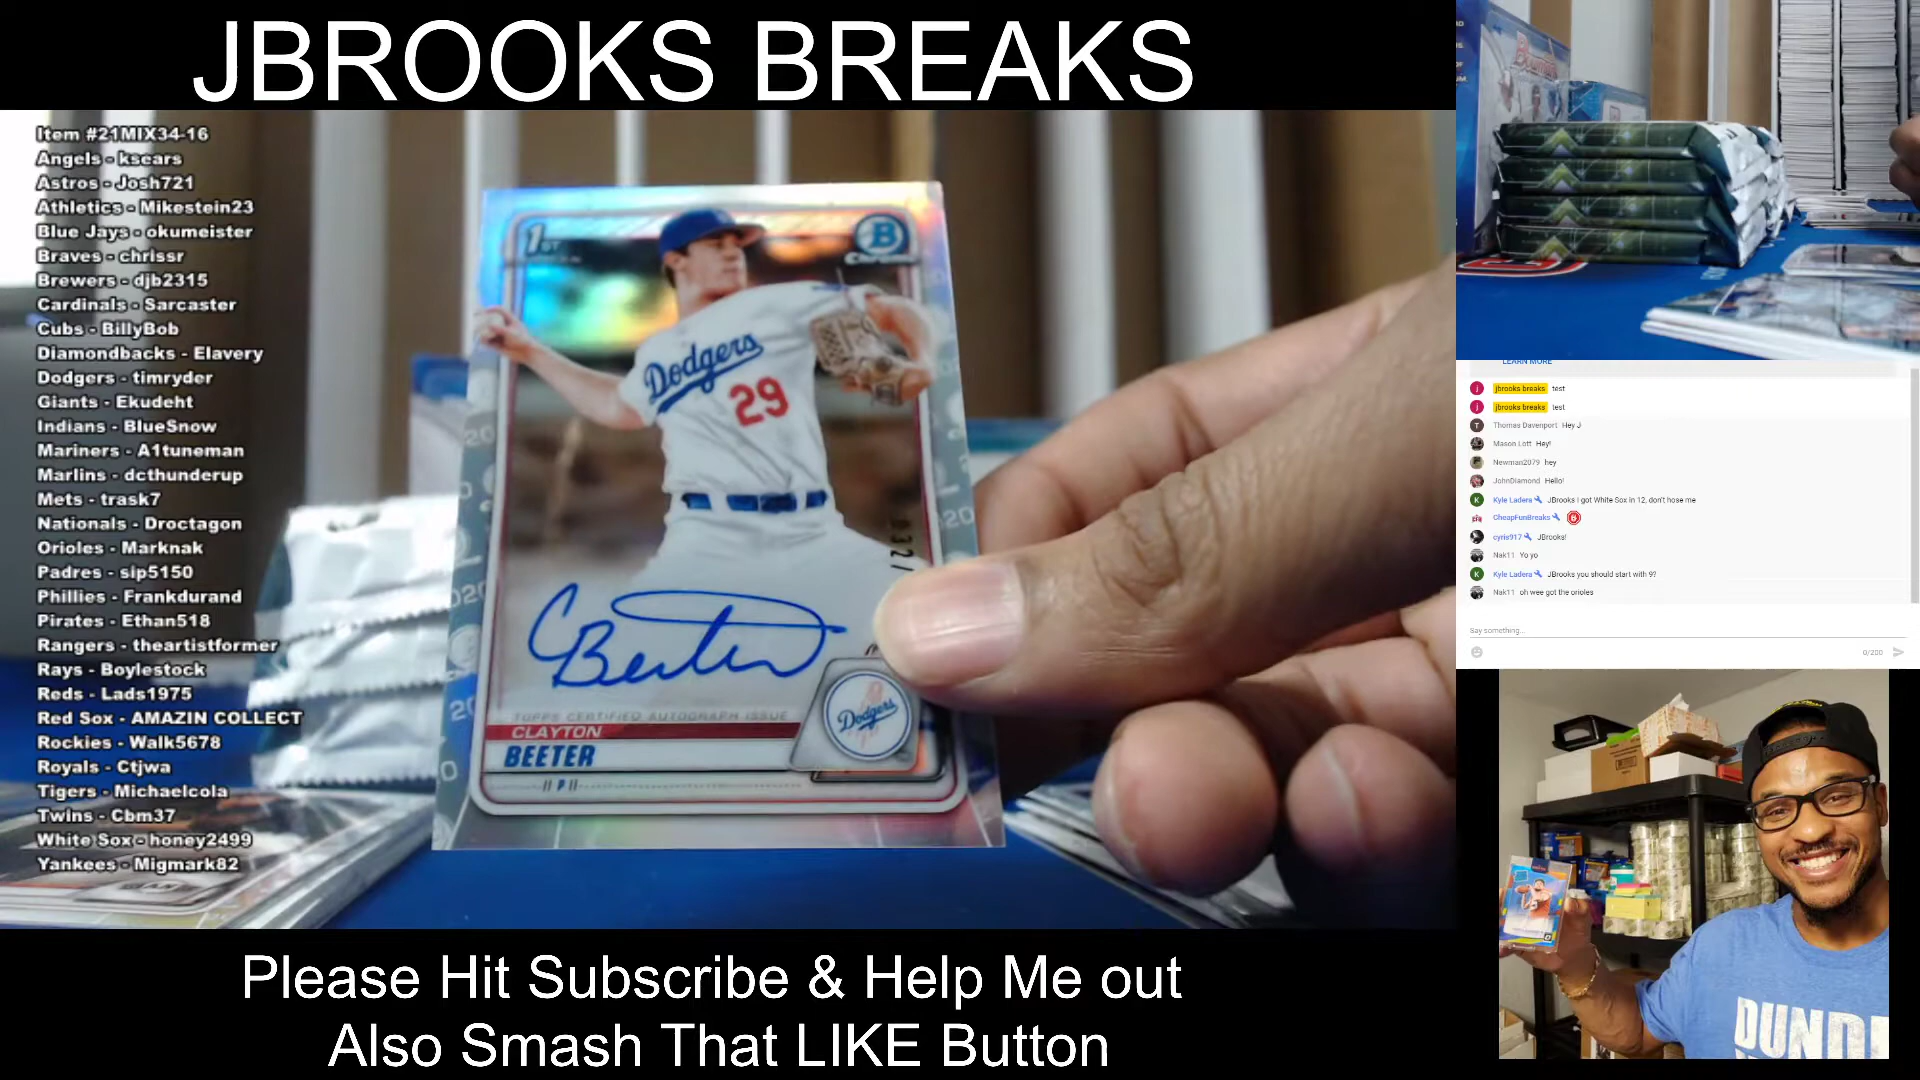 JBROOKS BREAKS
Item #21MIX34-16
Angels - ksears
Astros - Josh721
Athletics - Mikestein23
Blue Jays - okumeister
Braves - chrissr
Brewers - djb2315
Cardinals - Sarcaster
Cubs - BillyBob
Diamondbacks - Elavery
Dodgers - timryder
Giants - Ekudeht
Indians - BlueSnow
Mariners - A1tuneman
Marlins - dcthunderup
Mets - trask7
Nationals - Droctagon
Orioles - Marknak
Padres - sip5150
Phillies - Frankdurand
Pirates - Ethan518
Rangers - theartistformer
Rays - Boylestock
Reds - Lads1975
Red Sox - AMAZIN COLLECT
Rockies - Walk5678
Royals - Ctjwa
Tigers - Michaelcola
Twins - Cbm37
White Sox - honey2499
Yankees - Migmark82
1ST
B
Chrome
Dodgers
29
C Beeter
TOPPS CERTIFIED AUTOGRAPH ISSUE
CLAYTON
BEETER
P
Dodgers
Bowman
LEARN MORE
jbrooks breaks test
jbrooks breaks test
Thomas Davenport Hey J
Mason Lott Hey!
Newman2079 hey
JohnDiamond Hello!
Kyle Ladera JBrooks I got White Sox in 12, don't hose me
CheapFunBreaks
cyris917 JBrooks!
Nak11 Yo yo
Kyle Ladera JBrooks you should start with 9?
Nak11 oh wee got the orioles
Say something...
0/200
DUND
Please Hit Subscribe & Help Me out
Also Smash That LIKE Button